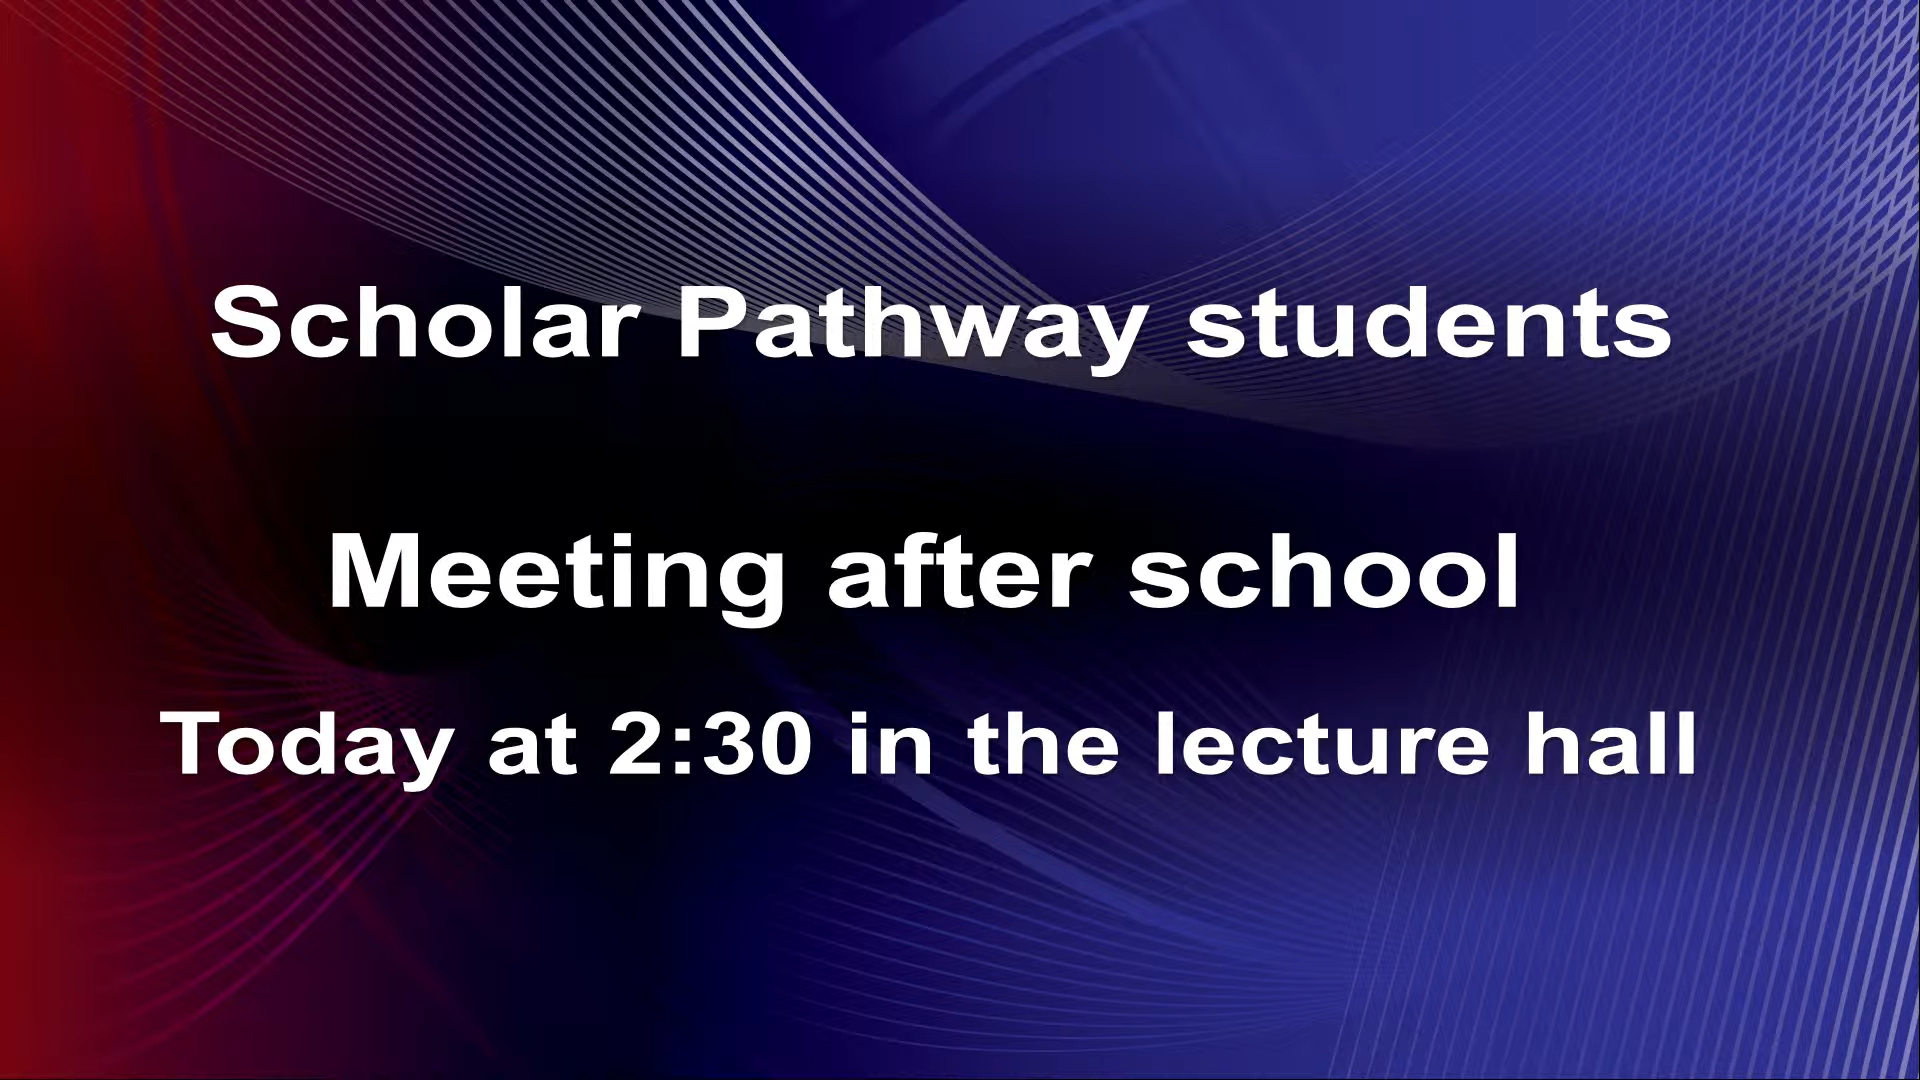 Scholar Pathway students
Meeting after school
Today at 2:30 in the lecture hall